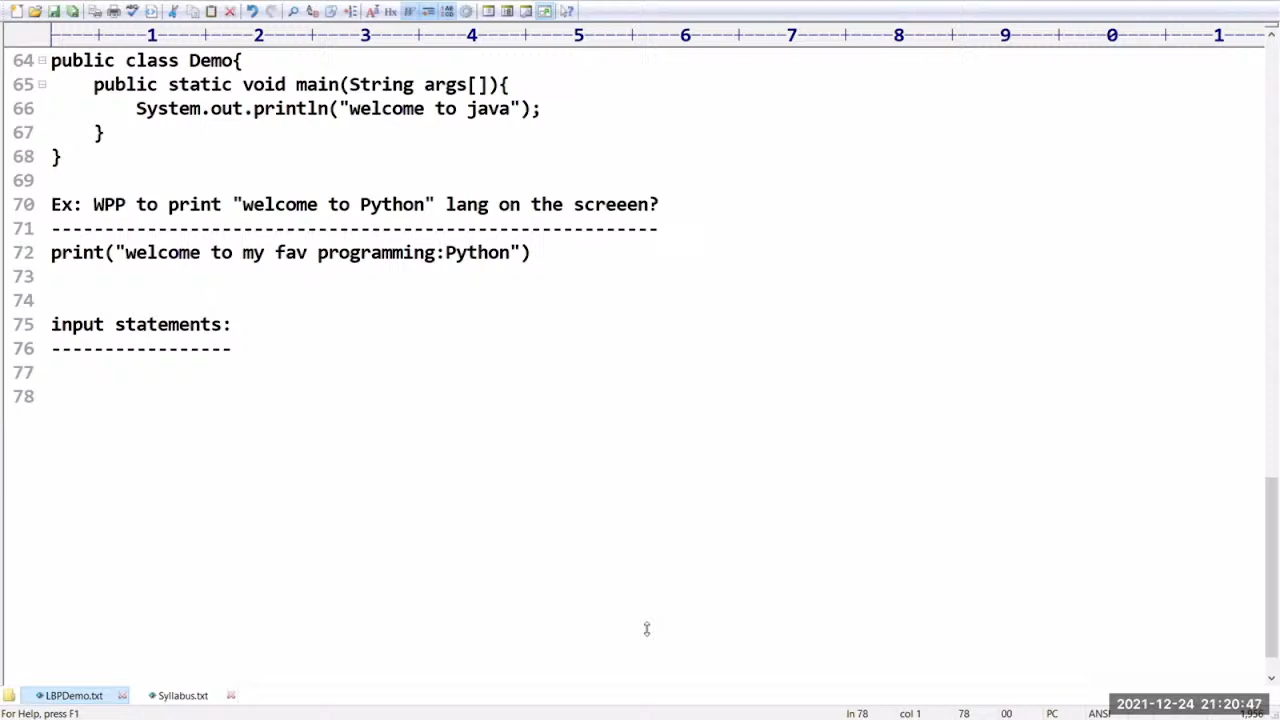 1 2 3 4 5 6 7 8 9 0 1
64 public class Demo{
65 public static void main(String args[]){
66 System.out.println("welcome to java");
67 }
68 }
69
70 Ex: WPP to print "welcome to Python" lang on the screeen?
71 ---------------------------------------------------------
72 print("welcome to my fav programming:Python")
73
74
75 input statements:
76 -----------------
77
78
LBPDemo.txt Syllabus.txt
For Help, press F1 ln 78 col 1 78 00 PC ANSI
2021-12-24 21:20:47